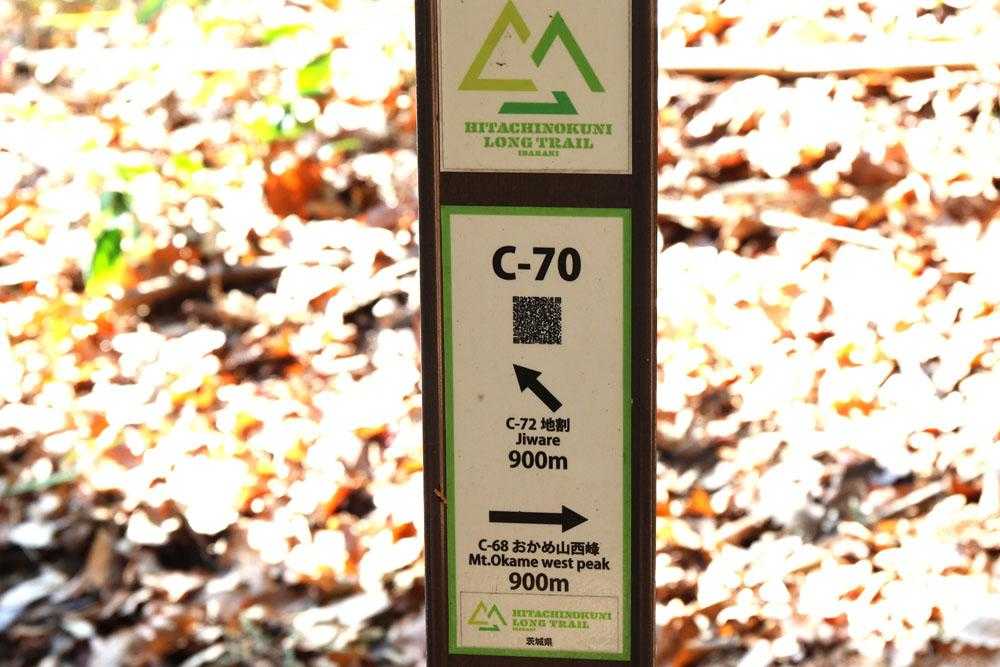 HITACHINOKUNI
LONG TRAIL
IBARAKI
C-70
C-72 地割
Jiware
900m
C-68 おかめ山西峰
Mt.Okame west peak
900m
HITACHINOKUNI
LONG TRAIL
IBARAKI
茨城県